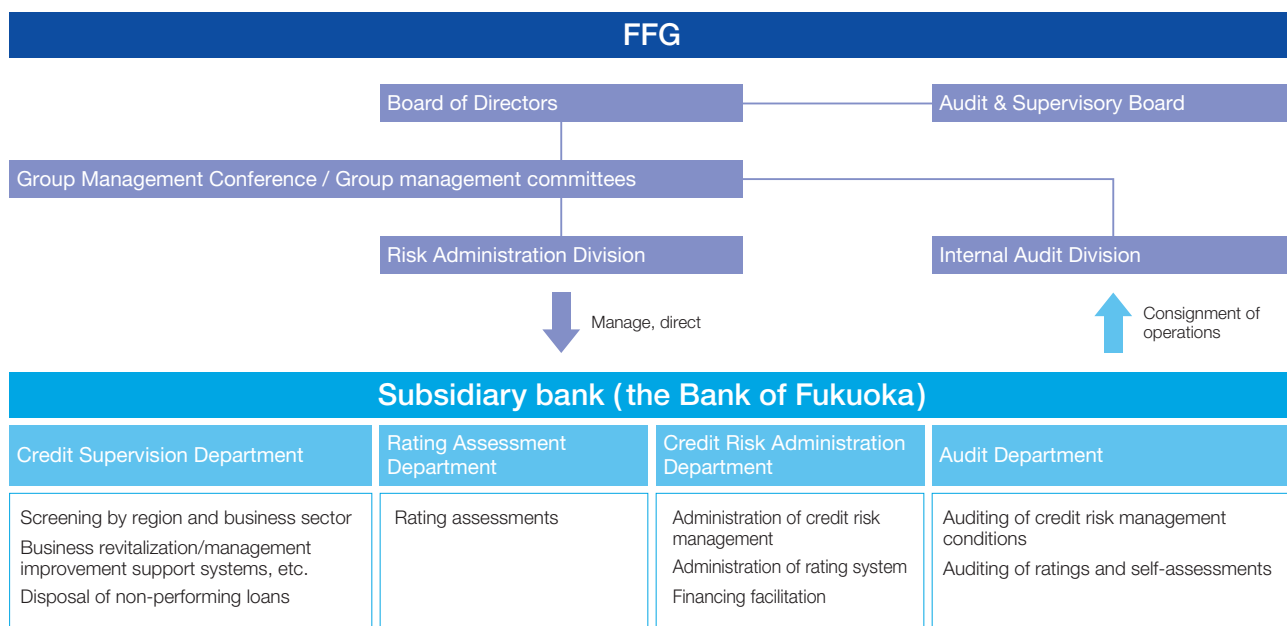 FFG
Board of Directors
Audit & Supervisory Board
Group Management Conference / Group management committees
Risk Administration Division
Internal Audit Division
Manage, direct
Consignment of
operations
Subsidiary bank (the Bank of Fukuoka)
Credit Supervision Department
Rating Assessment
Department
Credit Risk Administration
Department
Audit Department
Screening by region and business sector
Business revitalization/management
improvement support systems, etc.
Disposal of non-performing loans
Rating assessments
Administration of credit risk
management
Administration of rating system
Financing facilitation
Auditing of credit risk management
conditions
Auditing of ratings and self-assessments